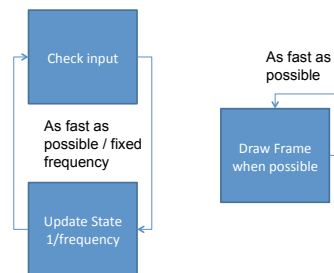 Check input
As fast as
possible / fixed
frequency
Update State
1/frequency
As fast as
possible
Draw Frame
when possible